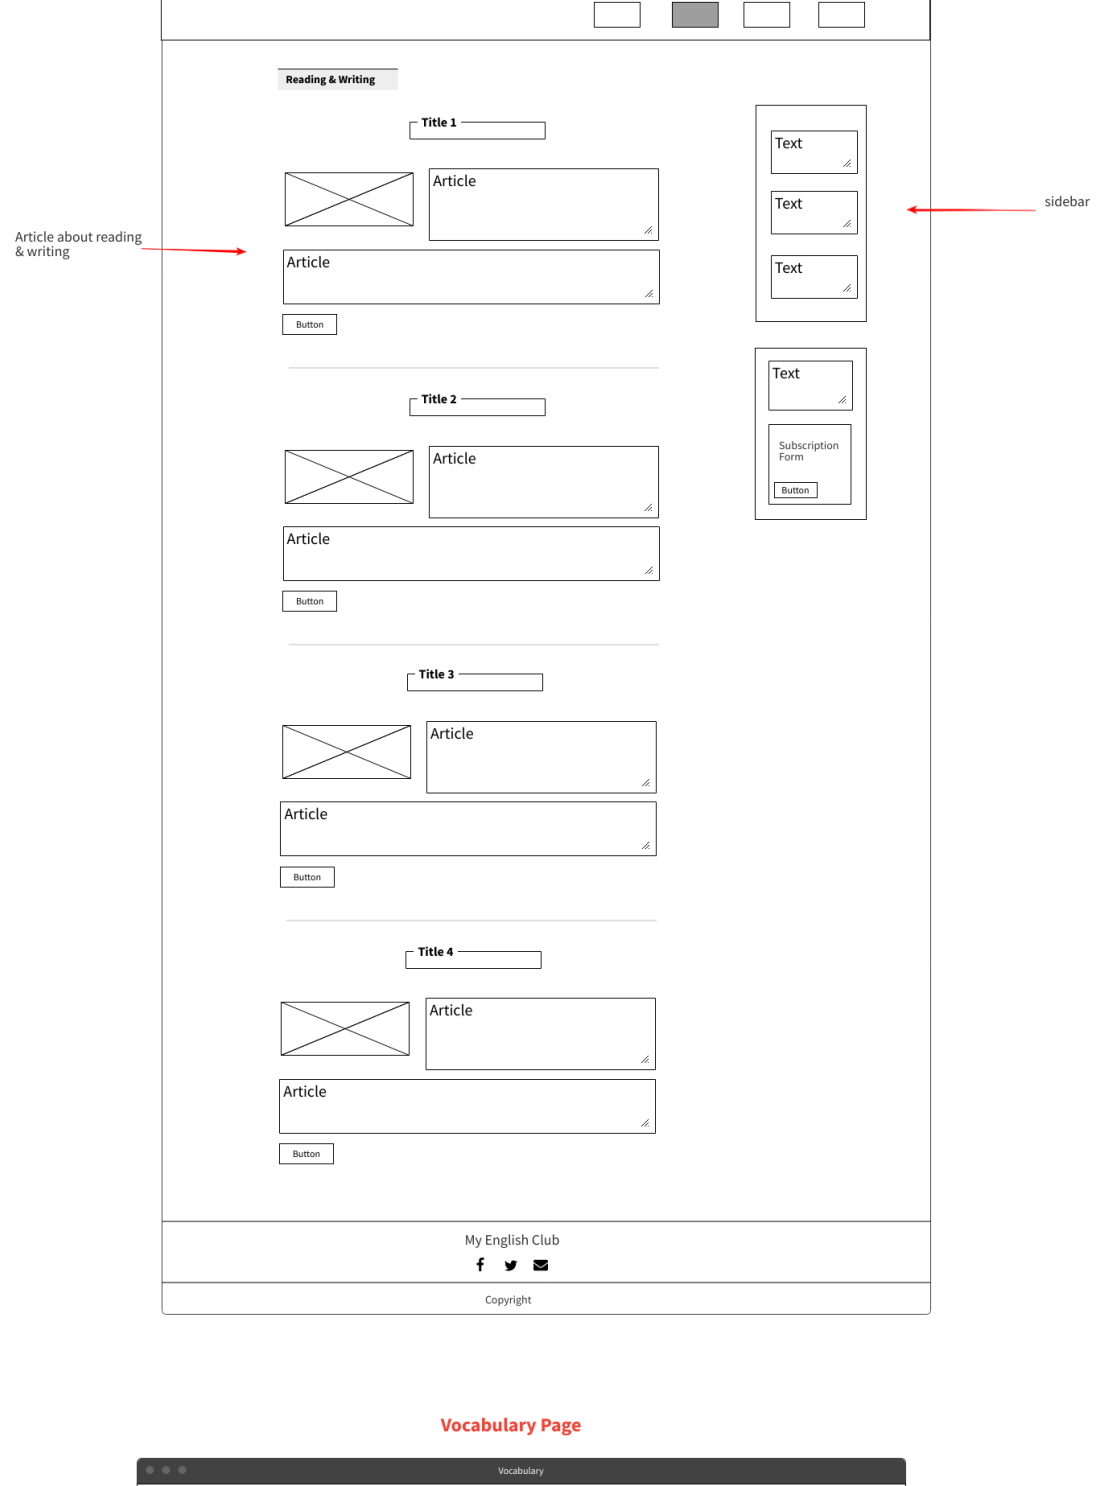 Reading & Writing
Title 1
Article
Article
Button
Article about reading
& writing
Title 2
Article
Article
Button
Title 3
Article
Article
Button
Title 4
Article
Article
Button
Text
Text
Text
sidebar
Text
Subscription
Form
Button
My English Club
Copyright
Vocabulary Page
Vocabulary